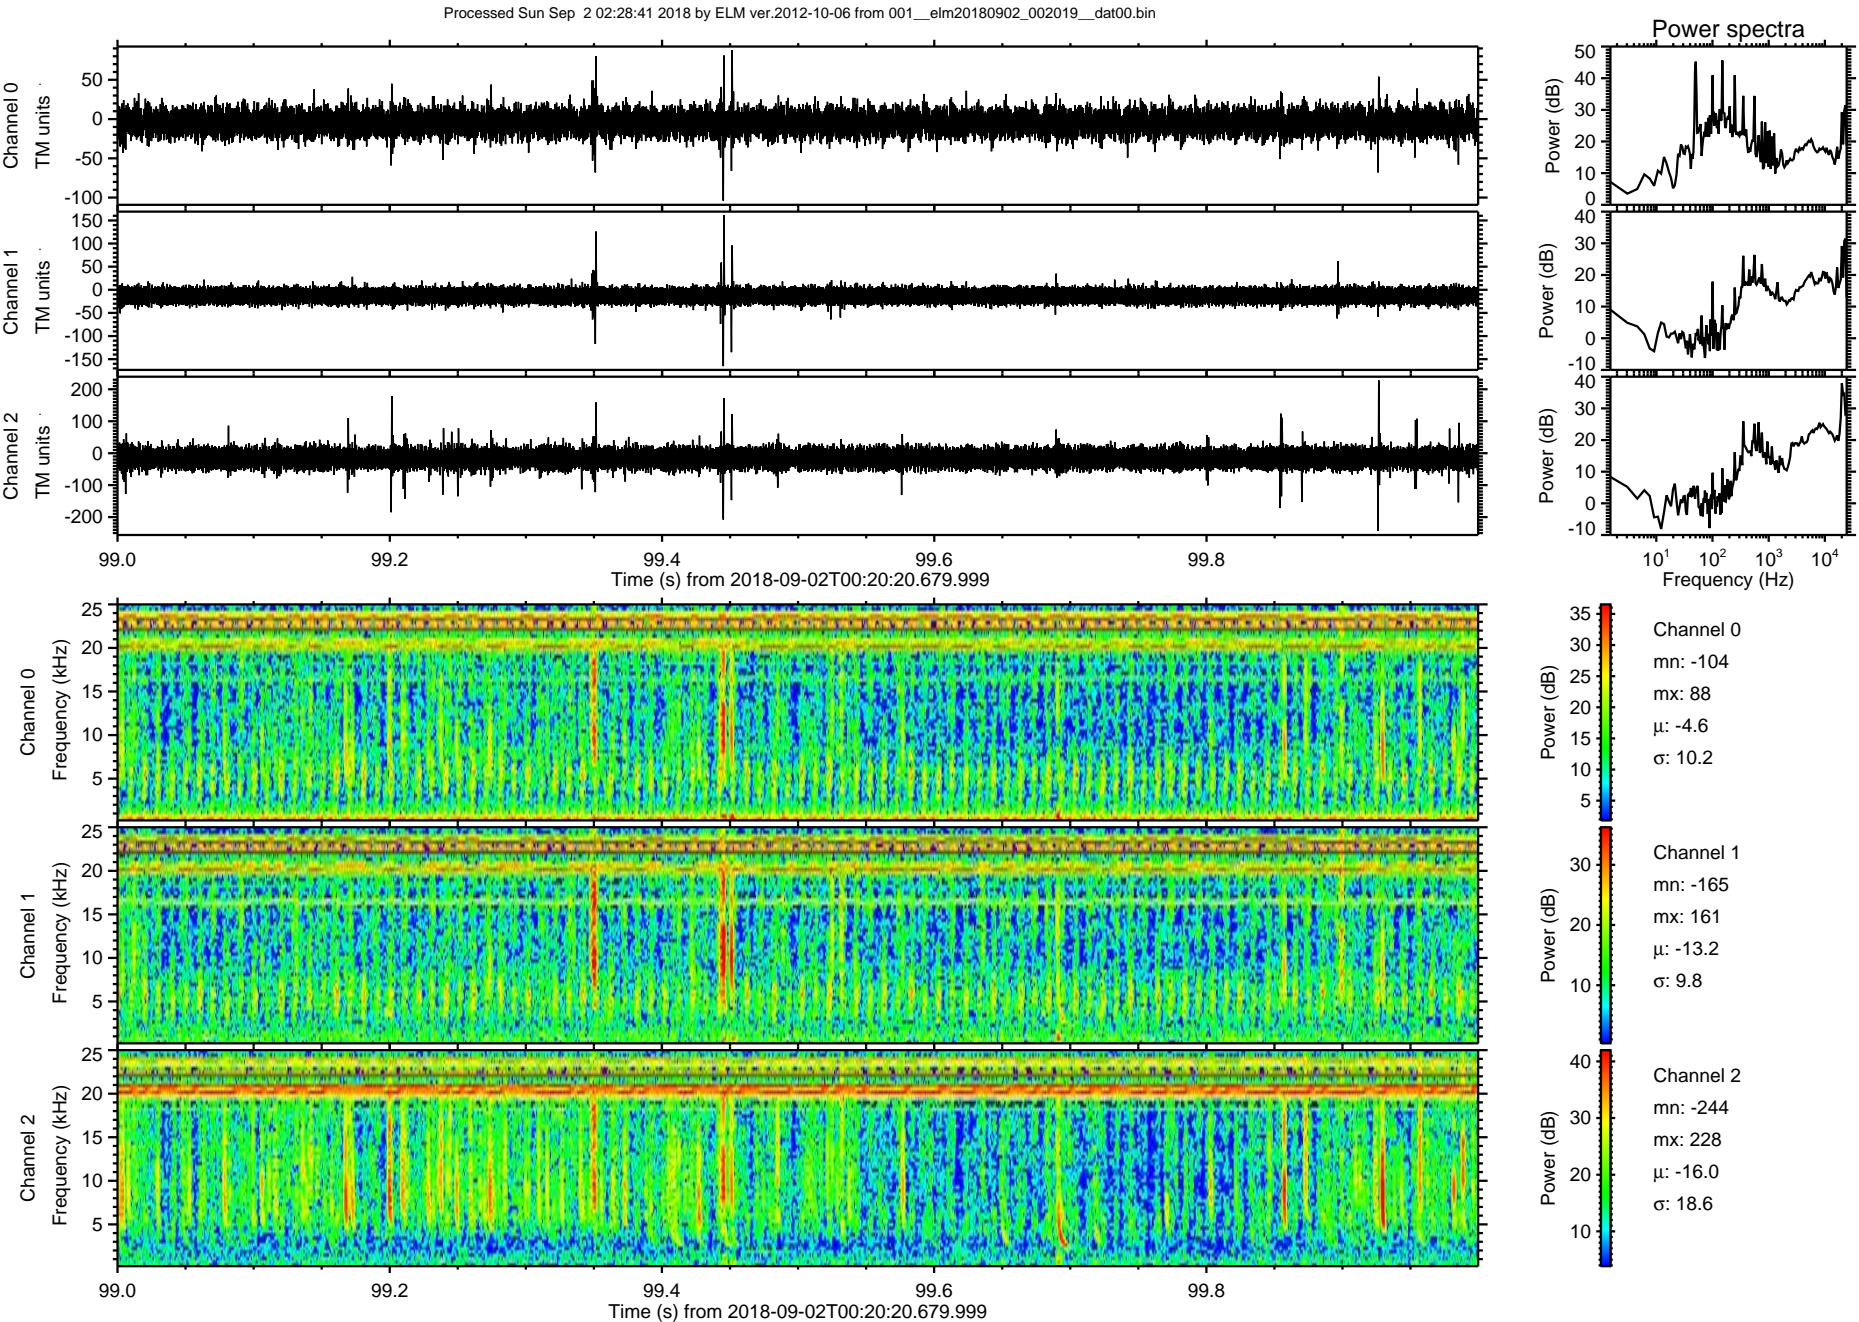 Processed Sun Sep  2 02:28:41 2018 by ELM ver.2012-10-06 from 001__elm20180902_002019__dat00.bin
Power spectra
Channel 0
TM units
50
0
-50
-100
Power (dB)
50
40
30
20
10
0
Channel 1
TM units
150
100
50
0
-50
-100
-150
Power (dB)
40
30
20
10
0
-10
Channel 2
TM units
200
100
0
-100
-200
Power (dB)
40
30
20
10
0
-10
99.0 99.2 99.4 99.6 99.8
Time (s) from 2018-09-02T00:20:20.679.999
10¹ 10² 10³ 10⁴
Frequency (Hz)
Channel 0
Frequency (kHz)
25
20
15
10
5
Power (dB)
35
30
25
20
15
10
5
Channel 0
mn: -104
mx: 88
μ: -4.6
σ: 10.2
Channel 1
Frequency (kHz)
25
20
15
10
5
Power (dB)
30
20
10
Channel 1
mn: -165
mx: 161
μ: -13.2
σ: 9.8
Channel 2
Frequency (kHz)
25
20
15
10
5
Power (dB)
40
30
20
10
Channel 2
mn: -244
mx: 228
μ: -16.0
σ: 18.6
99.0 99.2 99.4 99.6 99.8
Time (s) from 2018-09-02T00:20:20.679.999